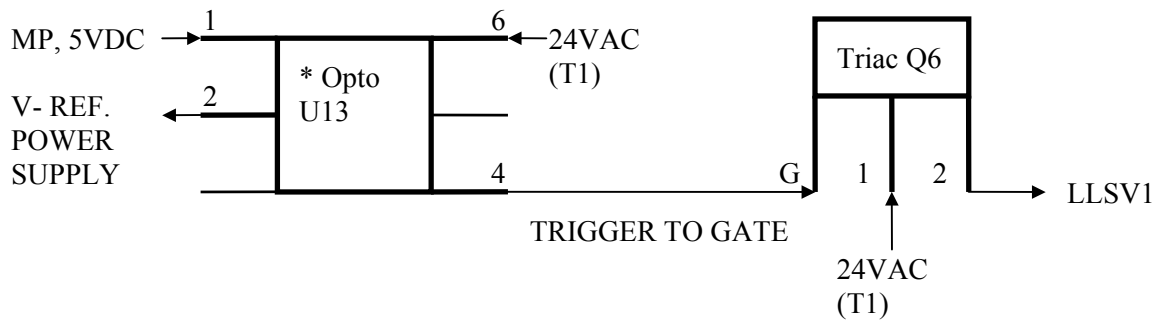 1
6
MP, 5VDC
24VAC
(T1)
* Opto
U13
Triac Q6
2
V- REF.
POWER
SUPPLY
4
G
1
2
LLSV1
TRIGGER TO GATE
24VAC
(T1)